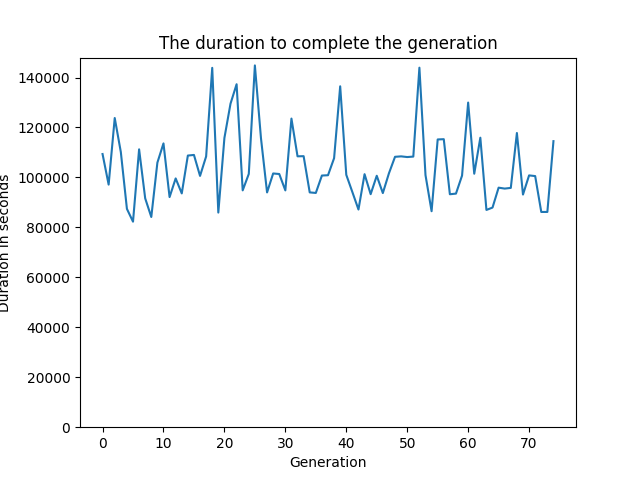 The duration to complete the generation
Duration in seconds
140000
120000
100000
80000
60000
40000
20000
0
0 10 20 30 40 50 60 70
Generation